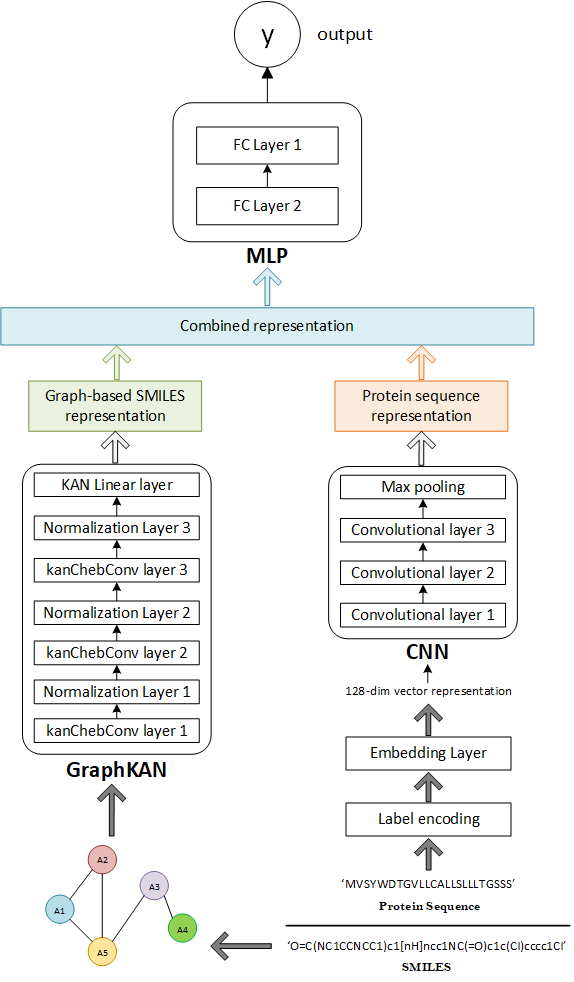 y
output
FC Layer 1
FC Layer 2
MLP
Combined representation
Graph-based SMILES
representation
Protein sequence
representation
KAN Linear layer
Normalization Layer 3
kanChebConv layer 3
Normalization Layer 2
kanChebConv layer 2
Normalization Layer 1
kanChebConv layer 1
GraphKAN
Max pooling
Convolutional layer 3
Convolutional layer 2
Convolutional layer 1
CNN
128-dim vector representation
Embedding Layer
Label encoding
'MVSYWDTGVLLCALLSLLLTGSSS'
Protein Sequence
A2
A3
A1
A4
A5
'O=C(NC1CCNCC1)c1[nH]ncc1NC(=O)c1c(Cl)cccc1Cl'
SMILES